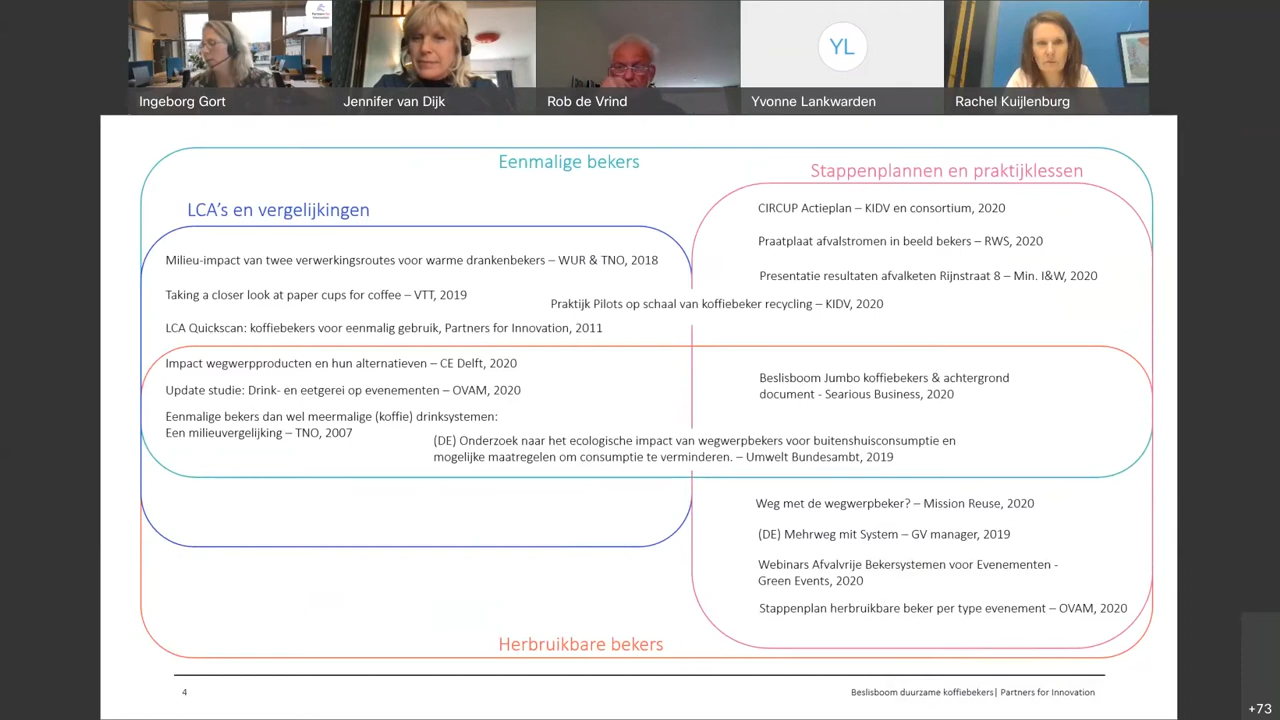 Partners for
Innovation
YL
Ingeborg Gort
Jennifer van Dijk
Rob de Vrind
Yvonne Lankwarden
Rachel Kuijlenburg
Eenmalige bekers
Stappenplannen en praktijklessen
LCA's en vergelijkingen
CIRCUP Actieplan – KIDV en consortium, 2020
Praatplaat afvalstromen in beeld bekers – RWS, 2020
Milieu-impact van twee verwerkingsroutes voor warme drankenbekers – WUR & TNO, 2018
Presentatie resultaten afvalketen Rijnstraat 8 – Min. I&W, 2020
Taking a closer look at paper cups for coffee – VTT, 2019
Praktijk Pilots op schaal van koffiebeker recycling – KIDV, 2020
LCA Quickscan: koffiebekers voor eenmalig gebruik, Partners for Innovation, 2011
Impact wegwerpproducten en hun alternatieven – CE Delft, 2020
Update studie: Drink- en eetgerei op evenementen – OVAM, 2020
Eenmalige bekers dan wel meermalige (koffie) drinksystemen:
Een milieuvergelijking – TNO, 2007
Beslisboom Jumbo koffiebekers & achtergrond
document - Searious Business, 2020
(DE) Onderzoek naar het ecologische impact van wegwerpbekers voor buitenshuisconsumptie en
mogelijke maatregelen om consumptie te verminderen. – Umwelt Bundesambt, 2019
Weg met de wegwerpbeker? – Mission Reuse, 2020
(DE) Mehrweg mit System – GV manager, 2019
Webinars Afvalvrije Bekersystemen voor Evenementen -
Green Events, 2020
Stappenplan herbruikbare beker per type evenement – OVAM, 2020
Herbruikbare bekers
4
Beslisboom duurzame koffiebekers| Partners for Innovation
+73